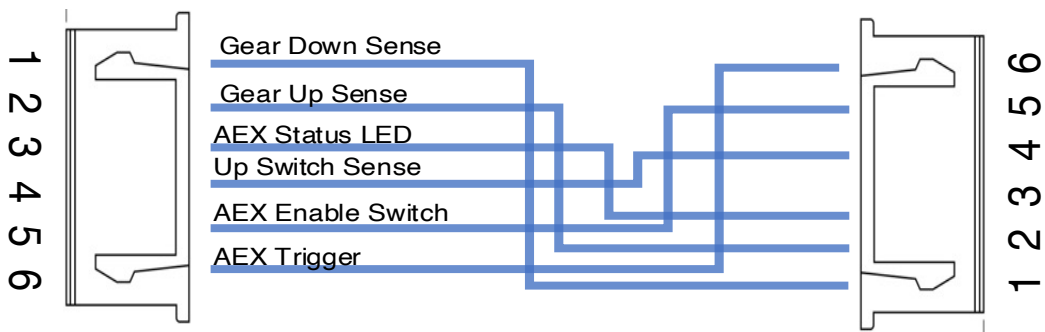 1
2
3
4
5
6
Gear Down Sense
Gear Up Sense
AEX Status LED
Up Switch Sense
AEX Enable Switch
AEX Trigger
6
5
4
3
2
1